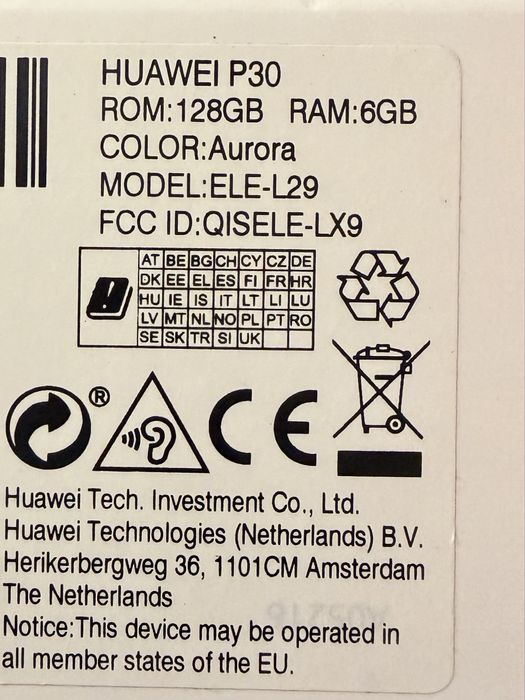 HUAWEI P30
ROM:128GB RAM:6GB
COLOR:Aurora
MODEL:ELE-L29
FCC ID:QISELE-LX9
AT BE BG CH CY CZ DE
DK EE EL ES FI FR HR
HU IE IS IT LT LI LU
LV MT NL NO PL PT RO
SE SK TR SI UK
®
CE
Huawei Tech. Investment Co., Ltd.
Huawei Technologies (Netherlands) B.V.
Herikerbergweg 36, 1101CM Amsterdam
The Netherlands
Notice:This device may be operated in
all member states of the EU.